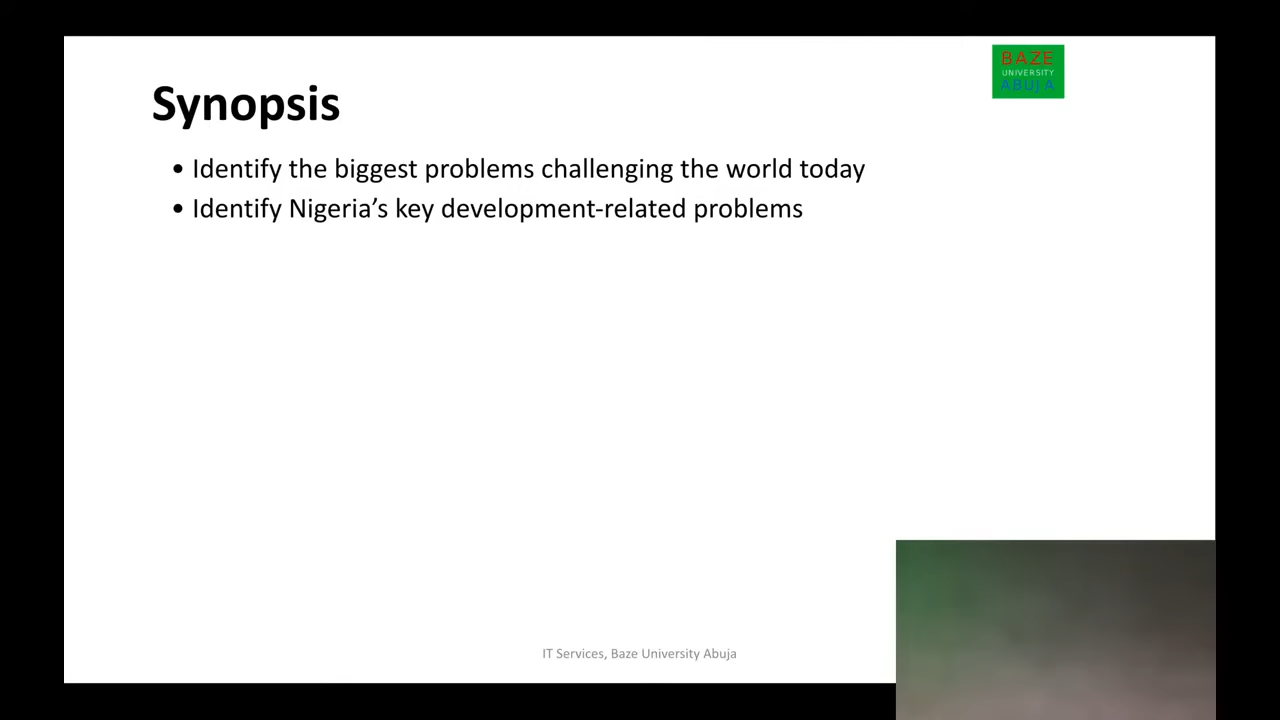 BAZE
UNIVERSITY
ABUJA
Synopsis
• Identify the biggest problems challenging the world today
• Identify Nigeria’s key development-related problems
IT Services, Baze University Abuja